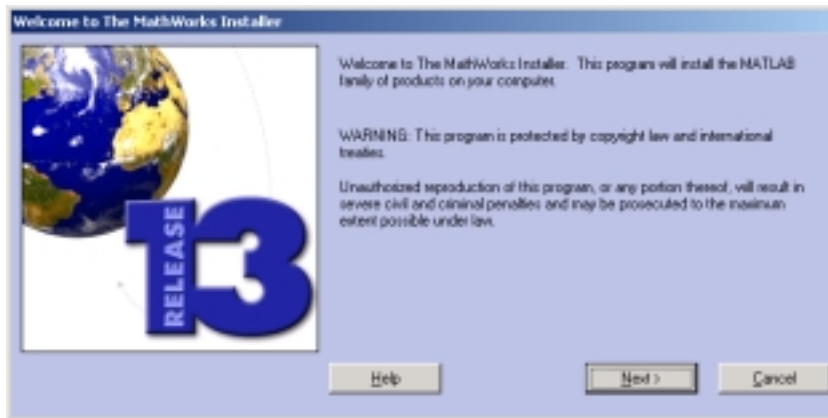 Welcome to The MathWorks Installer
Welcome to The MathWorks Installer. This program will install the MATLAB
family of products on your computer.
WARNING: This program is protected by copyright law and international
treaties.
Unauthorized reproduction of this program, or any portion thereof, will result in
severe civil and criminal penalties and may be prosecuted to the maximum
extent possible under law.
RELEASE
13
Help
Next >
Cancel